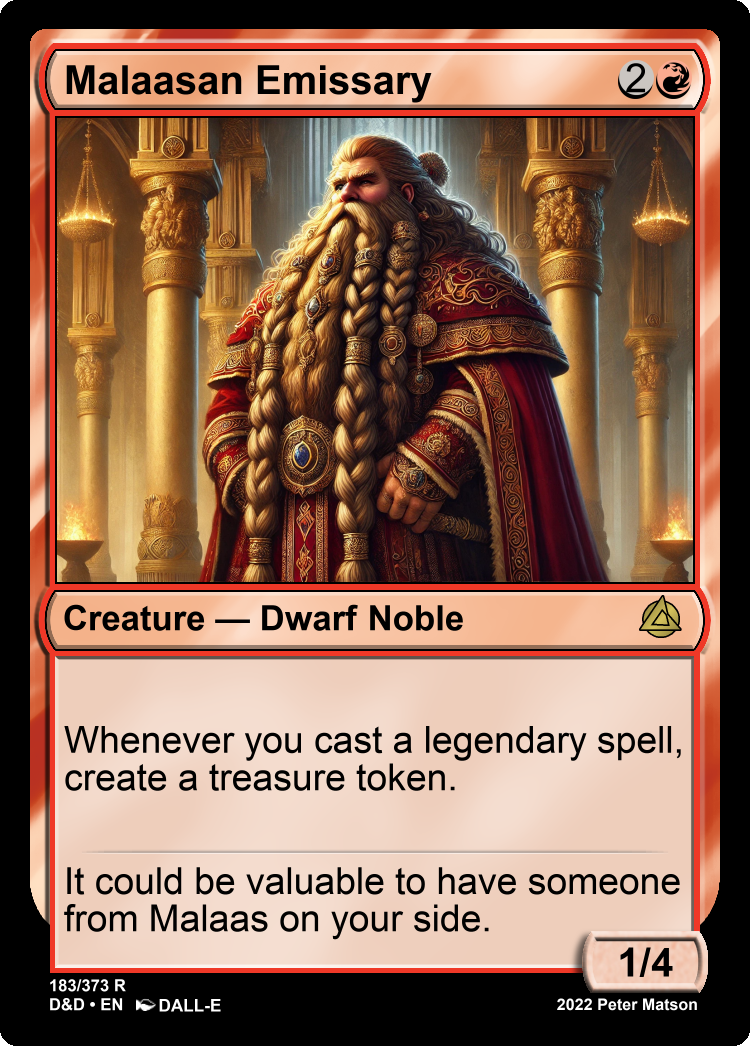 Malaasan Emissary 2
Creature — Dwarf Noble
Whenever you cast a legendary spell,
create a treasure token.
It could be valuable to have someone
from Malaas on your side.
1/4
183/373 R
D&D • EN DALL-E
2022 Peter Matson